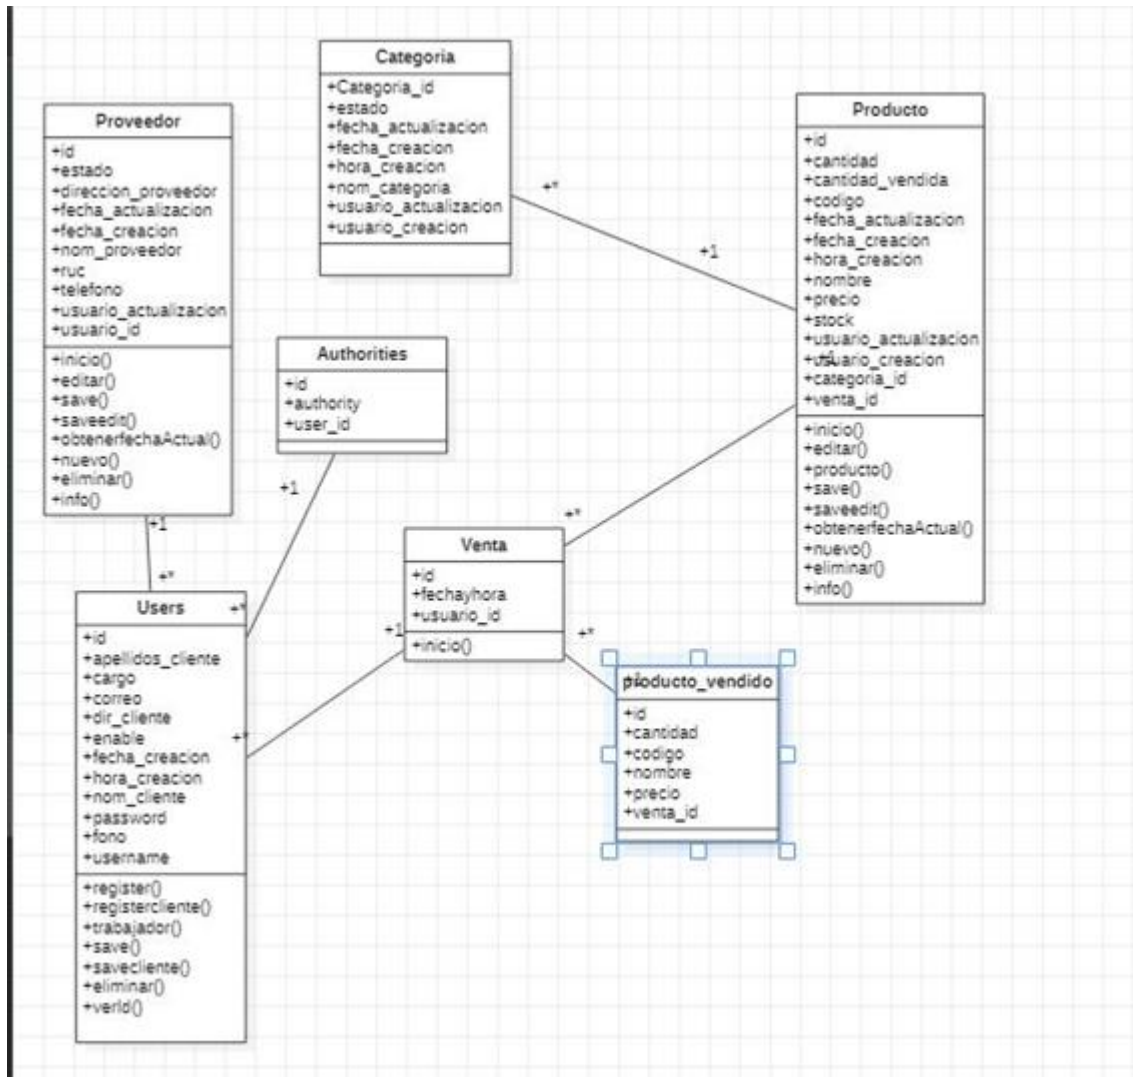 Categoria
+Categoria_id
+estado
+fecha_actualizacion
+fecha_creacion
+hora_creacion
+nom_categoria
+usuario_actualizacion
+usuario_creacion
Proveedor
+id
+estado
+direccion_proveedor
+fecha_actualizacion
+fecha_creacion
+nom_proveedor
+ruc
+telefono
+usuario_actualizacion
+usuario_id
+inicio()
+editar()
+save()
+saveedit()
+obtenerfechaActual()
+nuevo()
+eliminar()
+info()
Producto
+id
+cantidad
+cantidad_vendida
+codigo
+fecha_actualizacion
+fecha_creacion
+hora_creacion
+nombre
+precio
+stock
+usuario_actualizacion
+usuario_creacion
+categoria_id
+venta_id
+inicio()
+editar()
+producto()
+save()
+saveedit()
+obtenerfechaActual()
+nuevo()
+eliminar()
+info()
+*
+1
Authorities
+id
+authority
+user_id
+1
+*
+1
+*
Venta
+id
+fechayhora
+usuario_id
+inicio()
+*
+*
+1
+*
Users
+id
+apellidos_cliente
+cargo
+correo
+dir_cliente
+enable
+fecha_creacion
+hora_creacion
+nom_cliente
+password
+fono
+username
+register()
+registercliente()
+trabajador()
+save()
+savecliente()
+eliminar()
+verId()
producto_vendido
+id
+cantidad
+codigo
+nombre
+precio
+venta_id